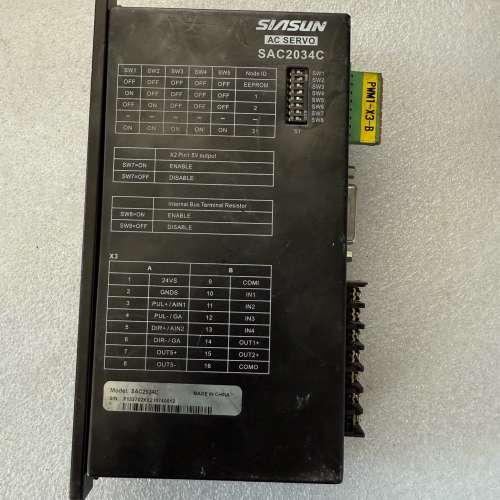 SIASUN
AC SERVO
SAC2034C
SW1 SW2 SW3 SW4 SW5 Node ID
OFF OFF OFF OFF OFF EEPROM
ON OFF OFF OFF OFF 1
OFF ON OFF OFF OFF 2
– – – – – –
ON ON ON ON ON 31
SW1
SW2
SW3
SW4
SW5
SW6
SW7
SW8
S1
PWM1-X3-B
X2 Pin1 5V output
SW7=ON ENABLE
SW7=OFF DISABLE
Internal Bus Terminal Resistor
SW8=ON ENABLE
SW8=OFF DISABLE
X3
A B
1 24VS 9 COMI
2 GNDS 10 IN1
3 PUL+/AIN1 11 IN2
4 PUL-/GA 12 IN3
5 DIR+/AIN2 13 IN4
6 DIR-/GA 14 OUT1+
7 OUT5+ 15 OUT2+
8 OUT5- 16 COMO
Model: SAC2034C MADE IN CHINA
S/N: